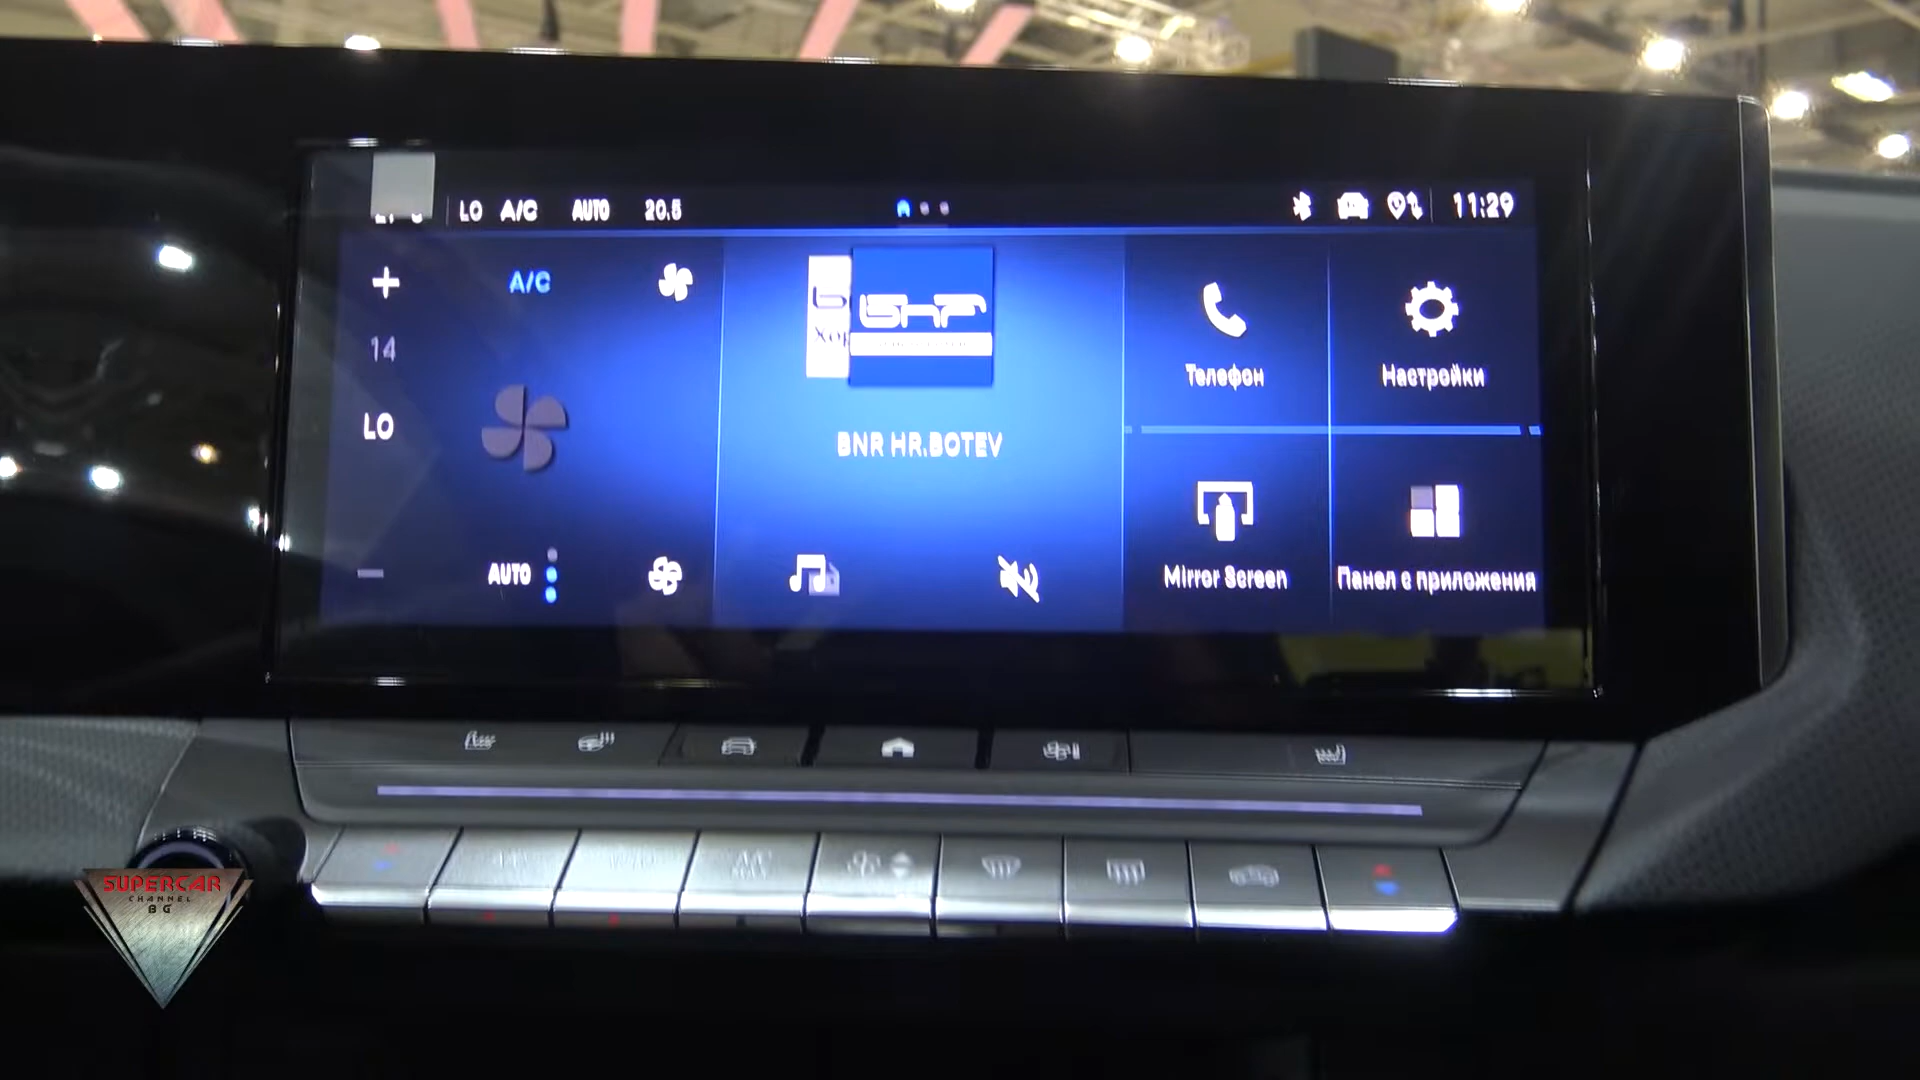 LO A/C AUTO 20.5 11:29
A/C
14
LO
AUTO
БНР
BNR HR.BOTEV
Телефон
Настройки
Mirror Screen
Панел с приложения
SUPERCAR
CHANNEL
BG